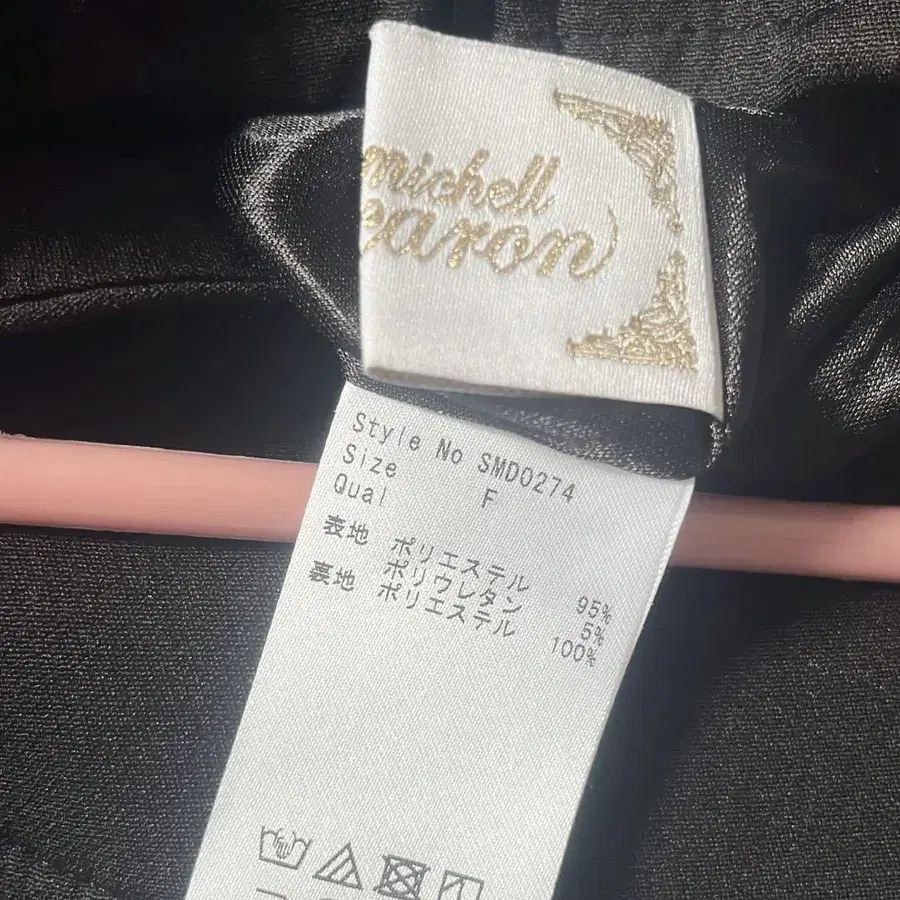 michell
Style No SMD0274
Size F
Qual
表地 ポリエステル 95%
ポリウレタン 5%
裏地 ポリエステル 100%